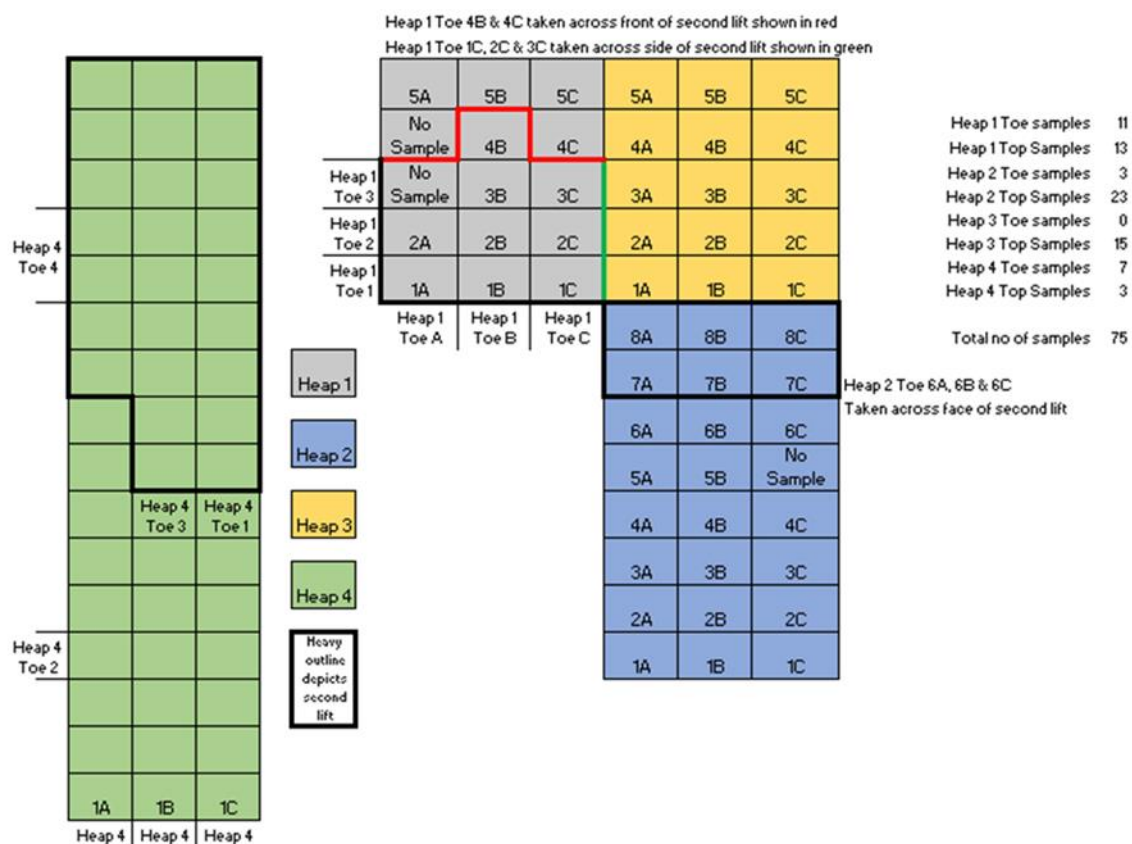 Heap 1 Toe 4B & 4C taken across front of second lift shown in red
Heap 1 Toe 1C, 2C & 3C taken across side of second lift shown in green
5A 5B 5C 5A 5B 5C
No
Sample 4B 4C 4A 4B 4C
No
Sample 3B 3C 3A 3B 3C
2A 2B 2C 2A 2B 2C
1A 1B 1C 1A 1B 1C
Heap 1
Toe 3
Heap 1
Toe 2
Heap 1
Toe 1
Heap 1 Heap 1 Heap 1
Toe A Toe B Toe C
8A 8B 8C
7A 7B 7C
6A 6B 6C
No
5A 5B Sample
4A 4B 4C
3A 3B 3C
2A 2B 2C
1A 1B 1C
Heap 2 Toe 6A, 6B & 6C
Taken across face of second lift
Heap 1 Toe samples 11
Heap 1 Top Samples 13
Heap 2 Toe samples 3
Heap 2 Top Samples 23
Heap 3 Toe samples 0
Heap 3 Top Samples 15
Heap 4 Toe samples 7
Heap 4 Top Samples 3
Total no of samples 75
Heap 4
Toe 4
Heap 4 Heap 4
Toe 3 Toe 1
Heap 4
Toe 2
1A 1B 1C
Heap 4 Heap 4 Heap 4
Heap 1
Heap 2
Heap 3
Heap 4
Heavy
outline
depicts
second
lift